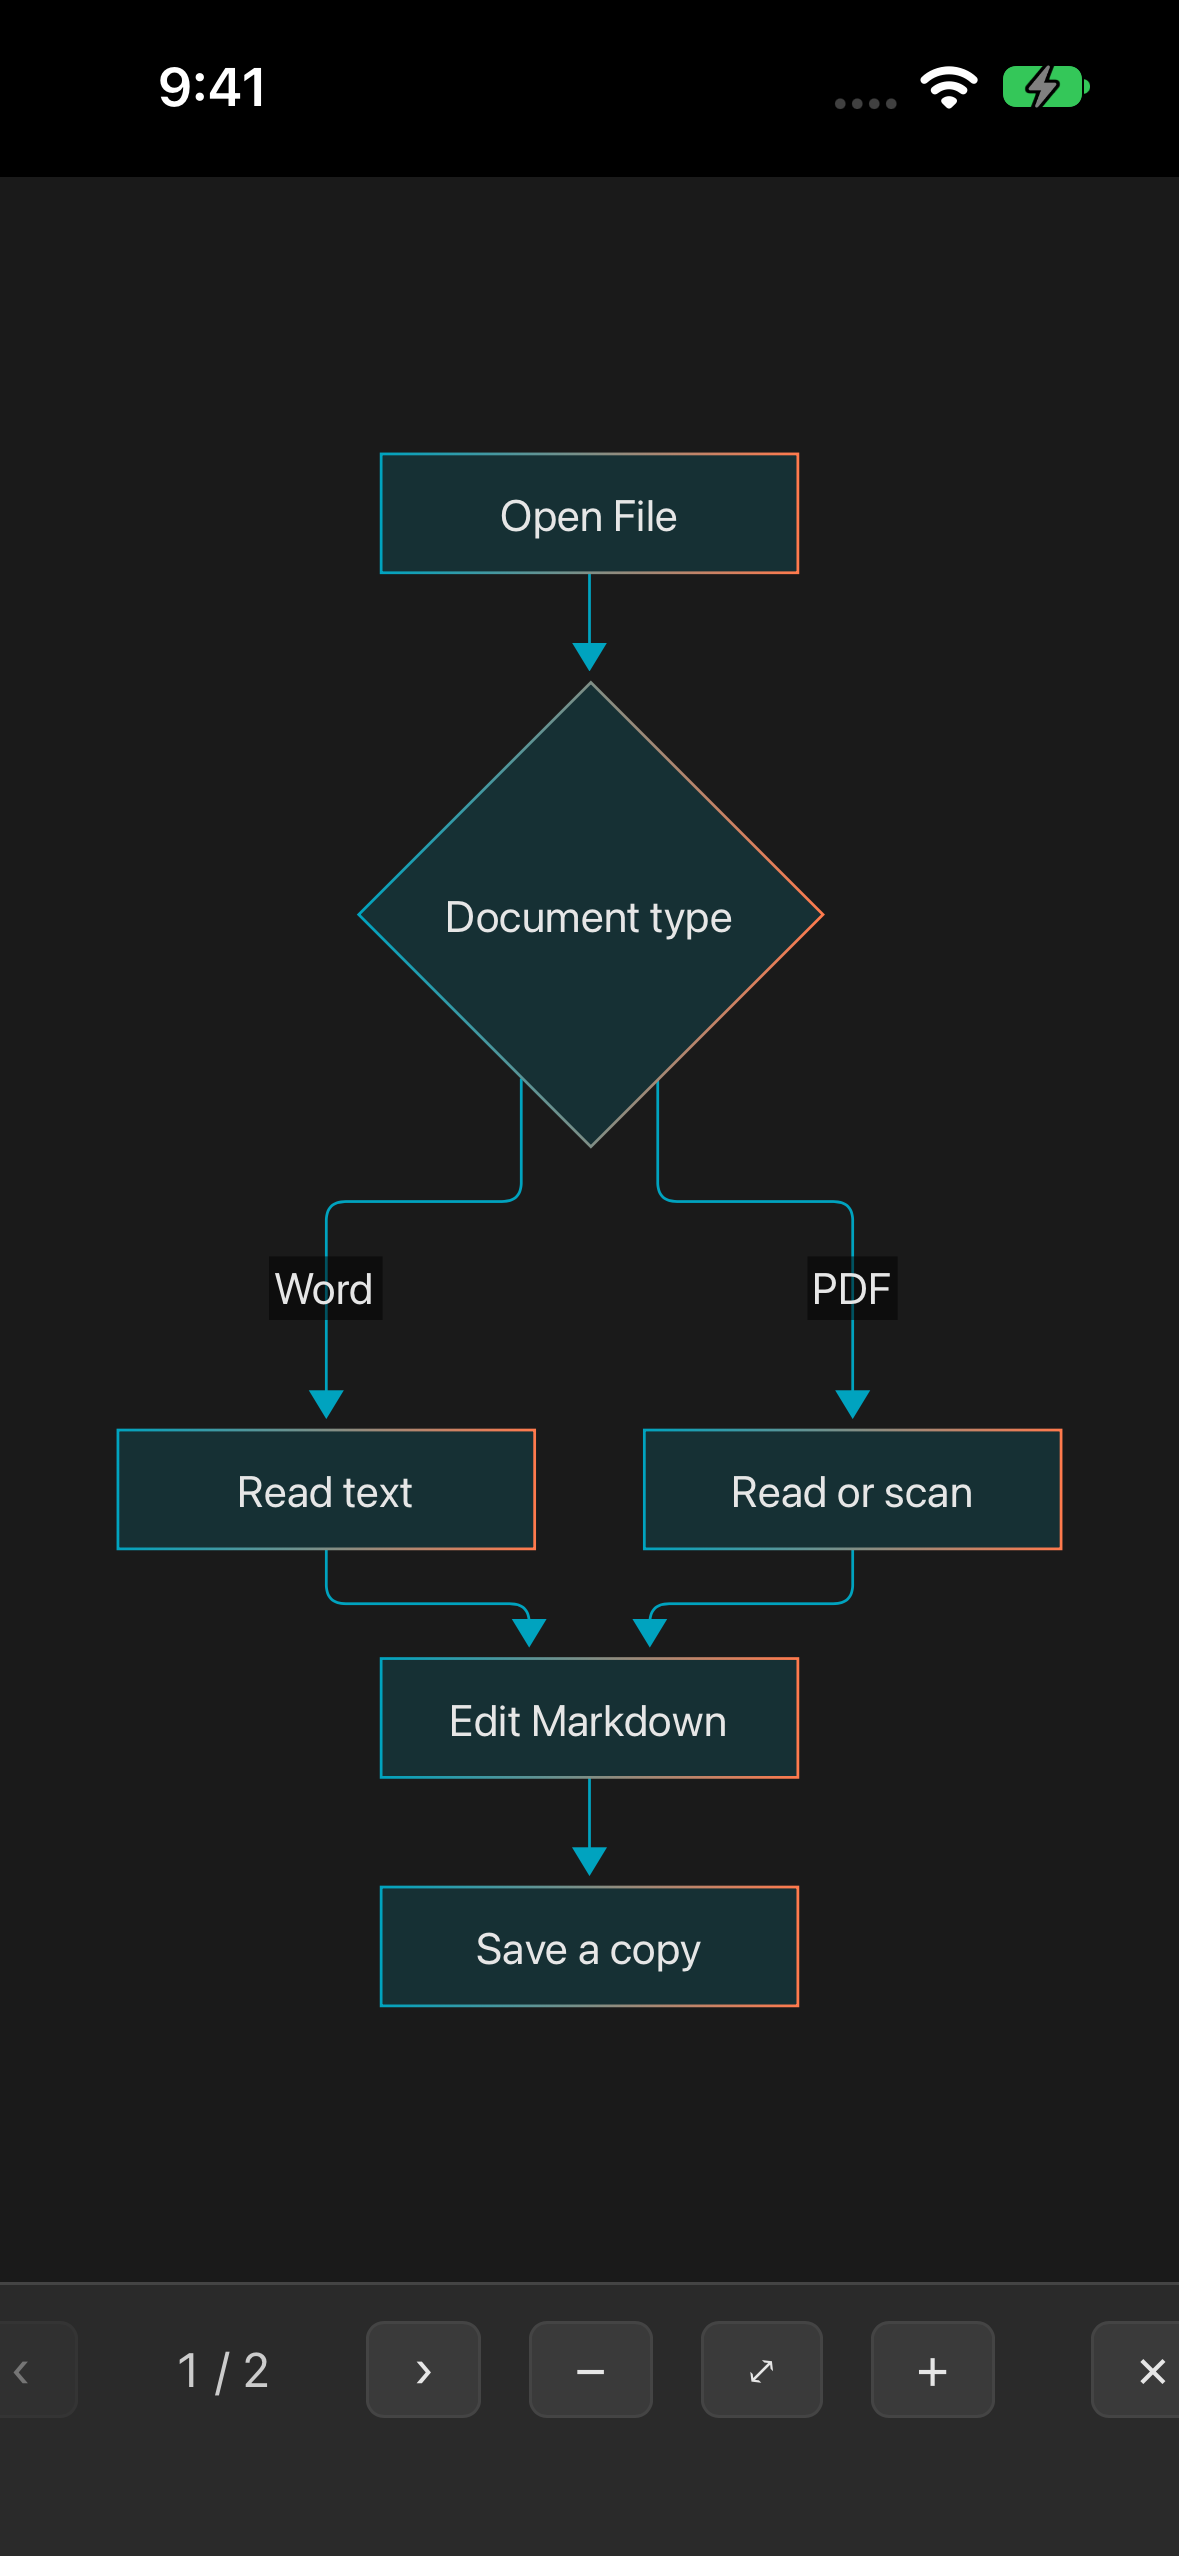 9:41
Open File
Document type
Word
PDF
Read text
Read or scan
Edit Markdown
Save a copy
‹ 1 / 2 › − ⤢ + ×